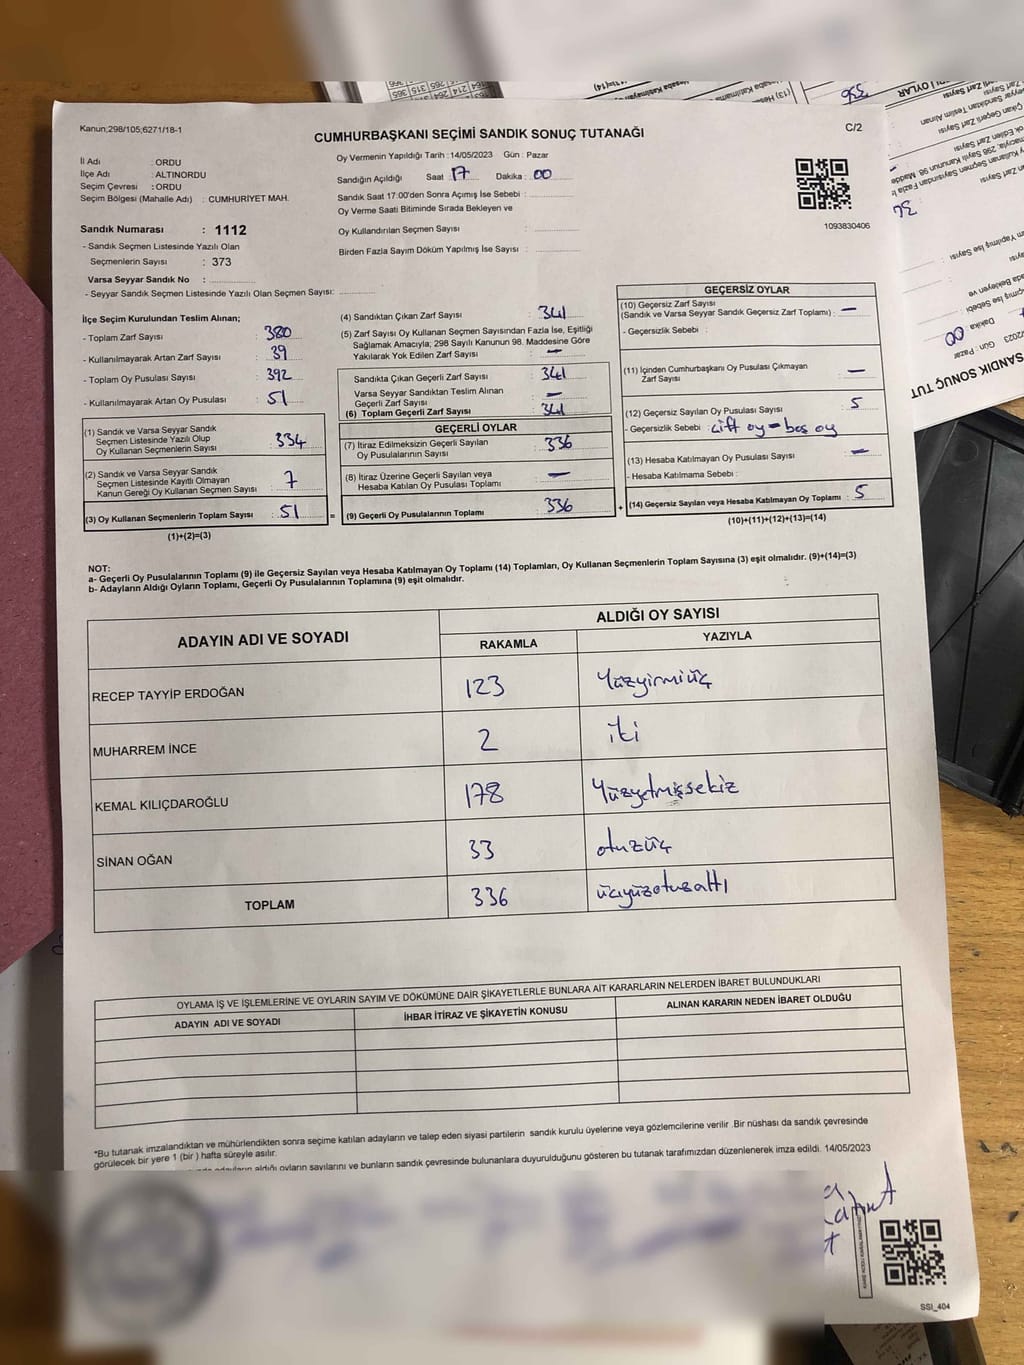 Kanun;298/105;6271/18-1
CUMHURBAŞKANI SEÇİMİ SANDIK SONUÇ TUTANAĞI
C/2
İl Adı : ORDU
İlçe Adı : ALTINORDU
Seçim Çevresi : ORDU
Seçim Bölgesi (Mahalle Adı) : CUMHURİYET MAH.
Sandık Numarası : 1112
- Sandık Seçmen Listesinde Yazılı Olan
Seçmenlerin Sayısı : 373
Varsa Seyyar Sandık No :
- Seyyar Sandık Seçmen Listesinde Yazılı Olan Seçmen Sayısı:
Oy Vermenin Yapıldığı Tarih :14/05/2023 Gün : Pazar
Sandığın Açıldığı Saat : 17 Dakika : 00
Sandık Saat 17:00'den Sonra Açımış İse Sebebi :
Oy Verme Saati Bitiminde Sırada Bekleyen ve
Oy Kullandırılan Seçmen Sayısı :
Birden Fazla Sayım Döküm Yapılmış İse Sayısı :
1093830406
İlçe Seçim Kurulundan Teslim Alınan;
- Toplam Zarf Sayısı : 380
- Kullanılmayarak Artan Zarf Sayısı : 39
- Toplam Oy Pusulası Sayısı : 392
- Kullanılmayarak Artan Oy Pusulası : 51
(1) Sandık ve Varsa Seyyar Sandık
Seçmen Listesinde Yazılı Olup
Oy Kullanan Seçmenlerin Sayısı : 334
(2) Sandık ve Varsa Seyyar Sandık
Seçmen Listesinde Kayıtlı Olmayan
Kanun Gereği Oy Kullanan Seçmen Sayısı : 7
(3) Oy Kullanan Seçmenlerin Toplam Sayısı : 51 =
(1)+(2)=(3)
(4) Sandıktan Çıkan Zarf Sayısı : 341
(5) Zarf Sayısı Oy Kullanan Seçmen Sayısından Fazla İse, Eşitliği
Sağlamak Amacıyla; 298 Sayılı Kanunun 98. Maddesine Göre
Yakılarak Yok Edilen Zarf Sayısı : —
Sandıkta Çıkan Geçerli Zarf Sayısı : 341
Varsa Seyyar Sandıktan Teslim Alınan
Geçerli Zarf Sayısı : —
(6) Toplam Geçerli Zarf Sayısı : 341
GEÇERLİ OYLAR
(7) İtiraz Edilmeksizin Geçerli Sayılan
Oy Pusulalarının Sayısı : 336
(8) İtiraz Üzerine Geçerli Sayılan veya
Hesaba Katılan Oy Pusulası Toplamı : —
(9) Geçerli Oy Pusulalarının Toplamı : 336 +
GEÇERSİZ OYLAR
(10) Geçersiz Zarf Sayısı
(Sandık ve Varsa Seyyar Sandık Geçersiz Zarf Toplamı) : —
- Geçersizlik Sebebi :
(11) İçinden Cumhurbaşkanı Oy Pusulası Çıkmayan
Zarf Sayısı : —
(12) Geçersiz Sayılan Oy Pusulası Sayısı : 5
- Geçersizlik Sebebi : çift oy - boş oy
(13) Hesaba Katılmayan Oy Pusulası Sayısı : —
- Hesaba Katılmama Sebebi :
(14) Geçersiz Sayılan veya Hesaba Katılmayan Oy Toplamı : 5
(10)+(11)+(12)+(13)=(14)
NOT:
a- Geçerli Oy Pusulalarının Toplamı (9) ile Geçersiz Sayılan veya Hesaba Katılmayan Oy Toplamı (14) Toplamları, Oy Kullanan Seçmenlerin Toplam Sayısına (3) eşit olmalıdır. (9)+(14)=(3)
b- Adayların Aldığı Oyların Toplamı, Geçerli Oy Pusulalarının Toplamına (9) eşit olmalıdır.
ADAYIN ADI VE SOYADI
ALDIĞI OY SAYISI
RAKAMLA YAZIYLA
RECEP TAYYİP ERDOĞAN 123 Yüzyirmiüç
MUHARREM İNCE 2 iki
KEMAL KILIÇDAROĞLU 178 Yüzyetmişsekiz
SİNAN OĞAN 33 otuzüç
TOPLAM 336 üçyüzotuzaltı
OYLAMA İŞ VE İŞLEMLERİNE VE OYLARIN SAYIM VE DÖKÜMÜNE DAİR ŞİKAYETLERLE BUNLARA AİT KARARLARIN NELERDEN İBARET BULUNDUKLARI
ADAYIN ADI VE SOYADI İHBAR İTİRAZ VE ŞİKAYETİN KONUSU ALINAN KARARIN NEDEN İBARET OLDUĞU
*Bu tutanak imzalandıktan ve mühürlendikten sonra seçime katılan adayların ve talep eden siyasi partilerin sandık kurulu üyelerine veya gözlemcilerine verilir .Bir nüshası da sandık çevresinde
görülecek bir yere 1 (bir ) hafta süreyle asılır.
adayların aldığı oyların sayılarını ve bunların sandık çevresinde bulunanlara duyurulduğunu gösteren bu tutanak tarafımızdan düzenlenerek imza edildi. 14/05/2023
SSI_404